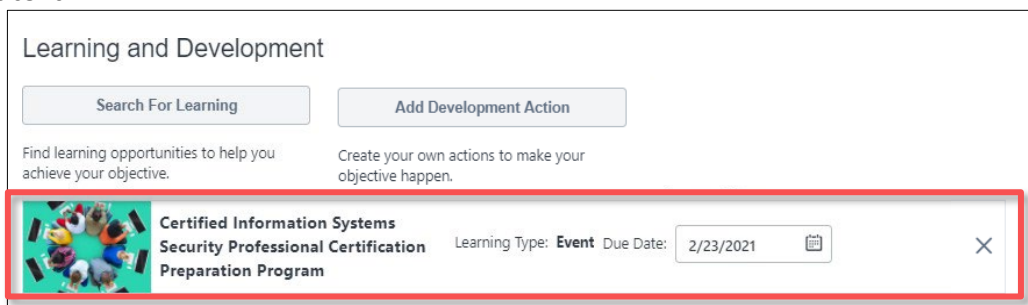 Learning and Development
Search For Learning
Add Development Action
Find learning opportunities to help you
achieve your objective.
Create your own actions to make your
objective happen.
Certified Information Systems
Security Professional Certification
Preparation Program
Learning Type: Event Due Date: 2/23/2021